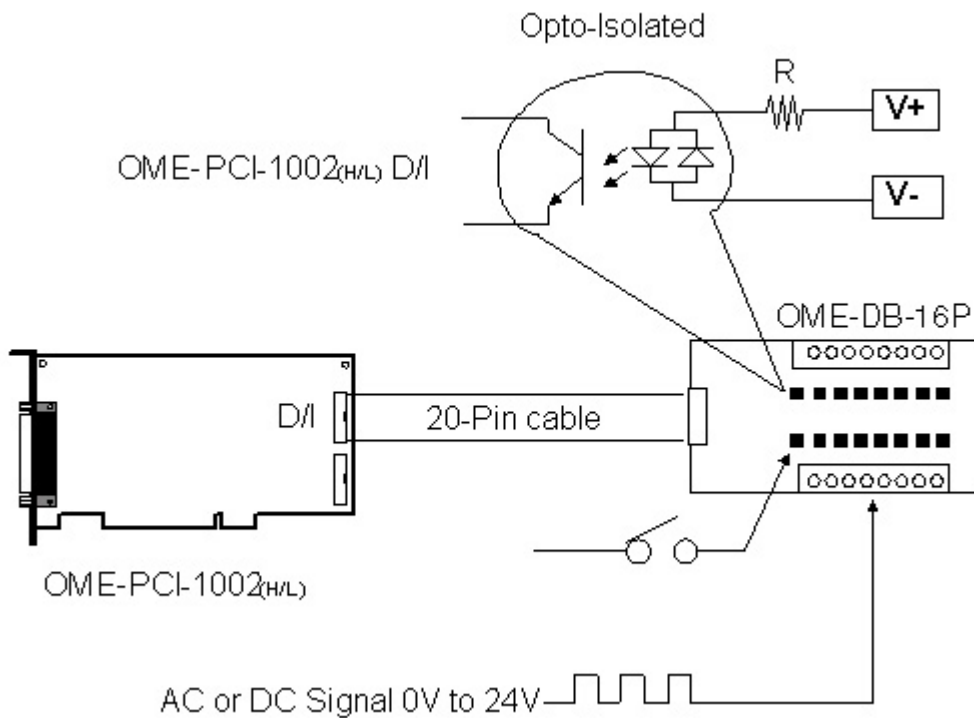 Opto-Isolated
R
V+
OME-PCI-1002(H/L) D/I
V-
OME-DB-16P
D/I
20-Pin cable
OME-PCI-1002(H/L)
AC or DC Signal 0V to 24V